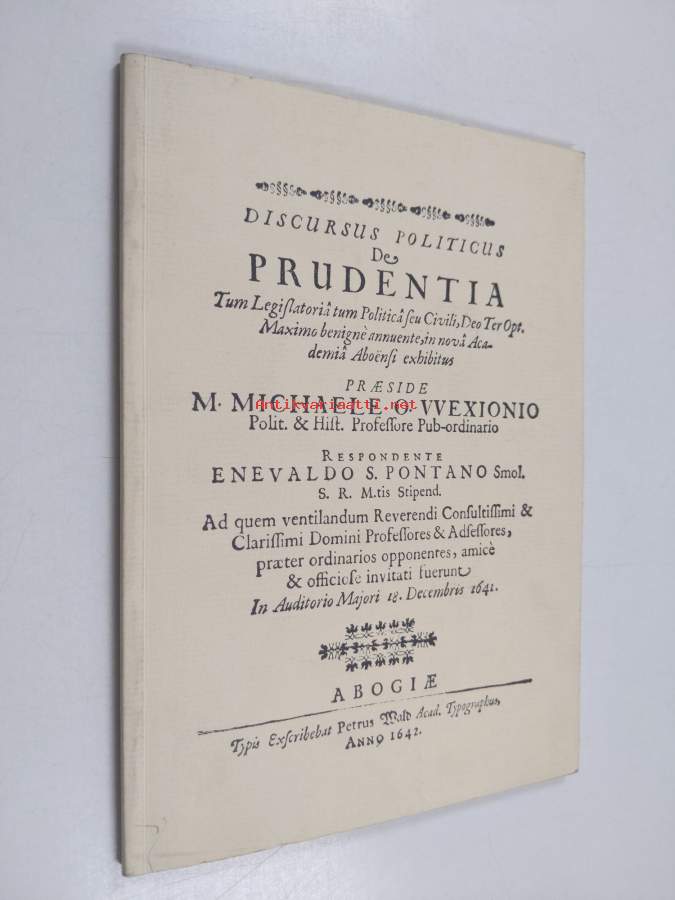 DISCURSUS POLITICUS
De
PRUDENTIA
Tum Legiſlatoriâ tum Politicâ ſeu Civili, Deo Ter Opt.
Maximo benignè annuente, in novâ Aca-
demiâ Aboënſi exhibitus
PRÆSIDE
M. MICHAELE O. VVEXIONIO
Antikvariaatti.net
Polit. & Hiſt. Profeſſore Pub-ordinario
RESPONDENTE
ENEVALDO S. PONTANO Smol.
S. R. M.tis Stipend.
Ad quem ventilandum Reverendi Conſultiſſimi &
Clariſſimi Domini Profeſſores & Adſeſſores,
præter ordinarios opponentes, amicè
& officioſe invitati fuerunt
In Auditorio Majori 18. Decembris 1641.
ABOGIÆ
Typis Exſcribebat Petrus Wald Acad. Typographus,
ANNO 1642.